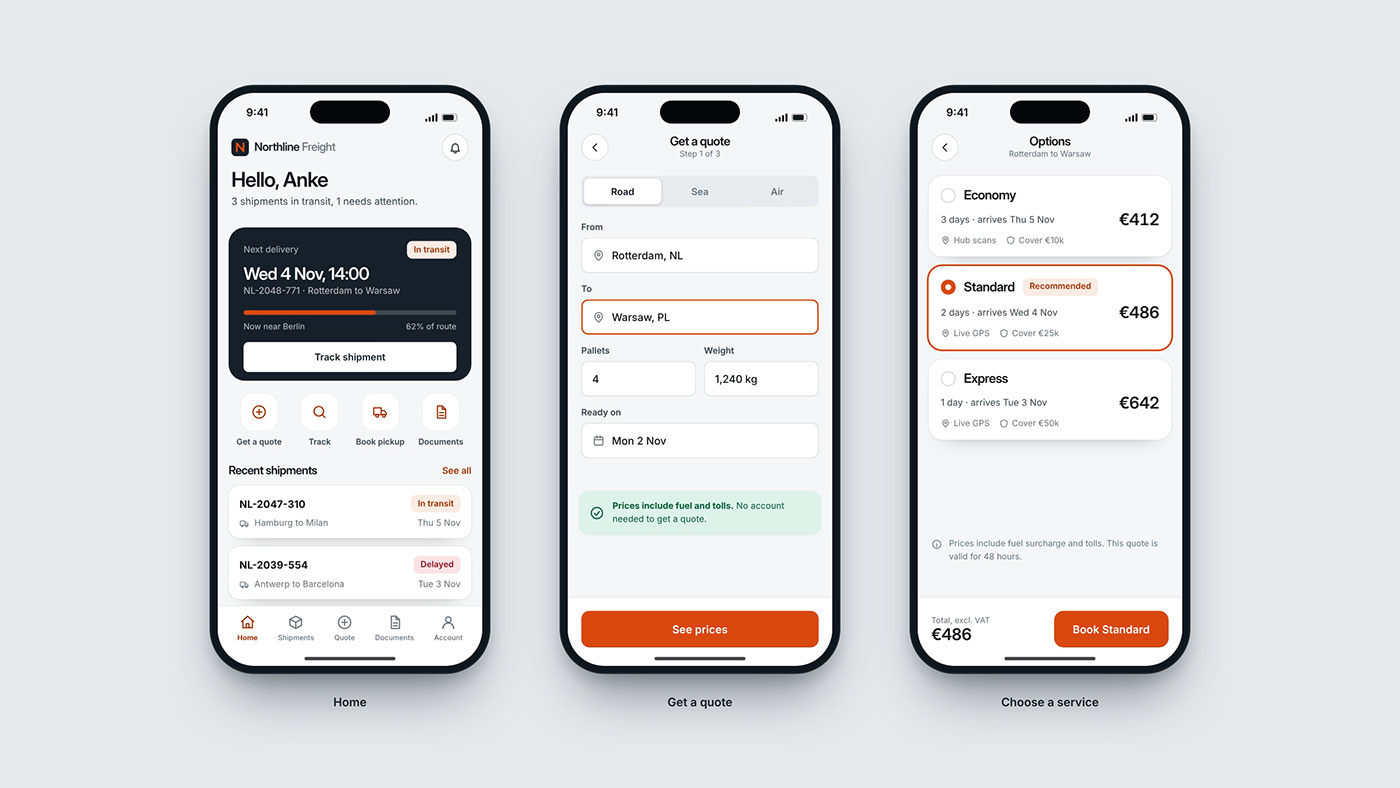 9:41
Northline Freight
Hello, Anke
3 shipments in transit, 1 needs attention.
Next delivery
In transit
Wed 4 Nov, 14:00
NL-2048-771 · Rotterdam to Warsaw
Now near Berlin
62% of route
Track shipment
Get a quote
Track
Book pickup
Documents
Recent shipments
See all
NL-2047-310
In transit
Hamburg to Milan
Thu 5 Nov
NL-2039-554
Delayed
Antwerp to Barcelona
Tue 3 Nov
Home
Shipments
Quote
Documents
Account
Home
9:41
Get a quote
Step 1 of 3
Road
Sea
Air
From
Rotterdam, NL
To
Warsaw, PL
Pallets
Weight
4
1,240 kg
Ready on
Mon 2 Nov
Prices include fuel and tolls. No account
needed to get a quote.
See prices
Get a quote
9:41
Options
Rotterdam to Warsaw
Economy
3 days · arrives Thu 5 Nov
€412
Hub scans
Cover €10k
Standard
Recommended
2 days · arrives Wed 4 Nov
€486
Live GPS
Cover €25k
Express
1 day · arrives Tue 3 Nov
€642
Live GPS
Cover €50k
Prices include fuel surcharge and tolls. This quote is
valid for 48 hours.
Total, excl. VAT
€486
Book Standard
Choose a service